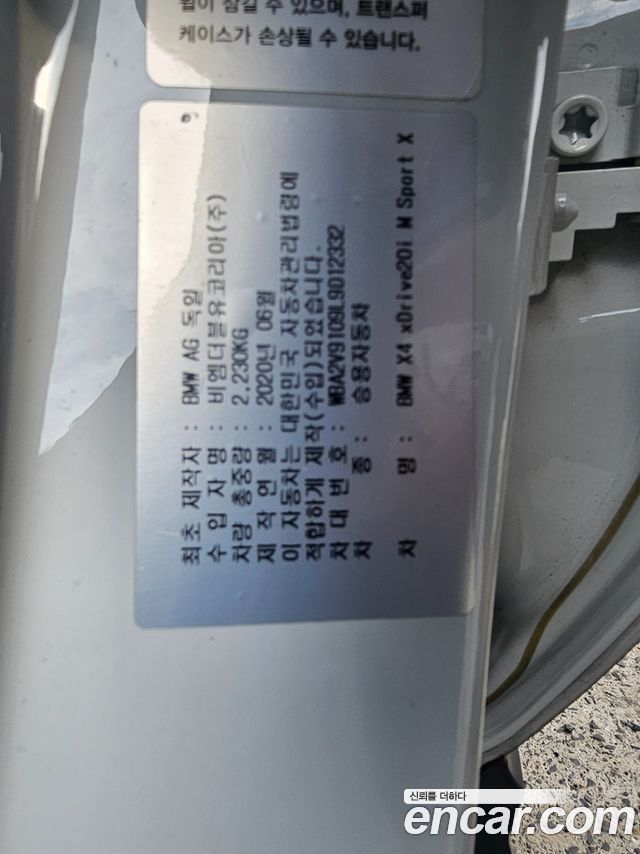 휠이 잠길 수 있으며, 트랜스퍼
케이스가 손상될 수 있습니다.
최초 제작자 : BMW AG 독일
수 입 자 명 : 비엠더블유코리아(주)
차량 총중량 : 2,230KG
제 작 연 월 : 2020년 06월
이 자동차는 대한민국 자동차관리법령에
적합하게 제작(수입)되었습니다.
차 대 번 호 : WBA2V9109L9D12332
차 종 : 승용자동차
차 명 : BMW X4 xDrive20i M Sport X
신뢰를 더하다
encar.com